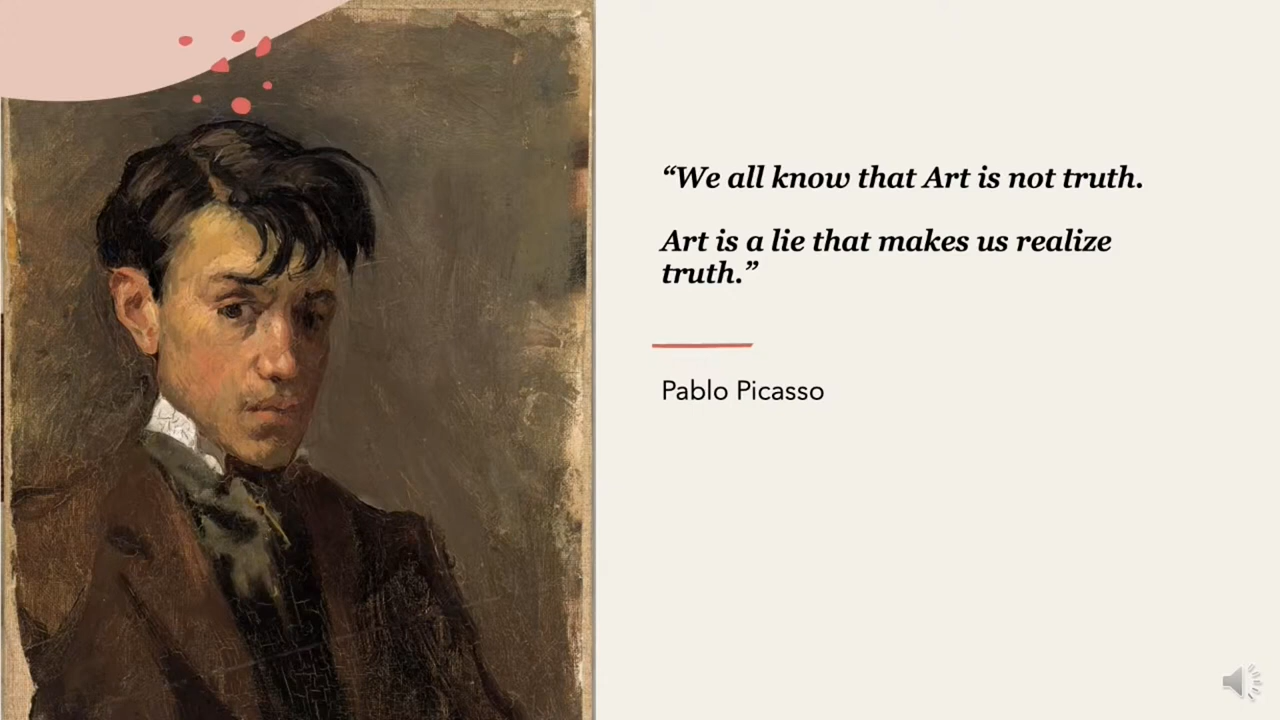 “We all know that Art is not truth.
Art is a lie that makes us realize
truth.”
Pablo Picasso